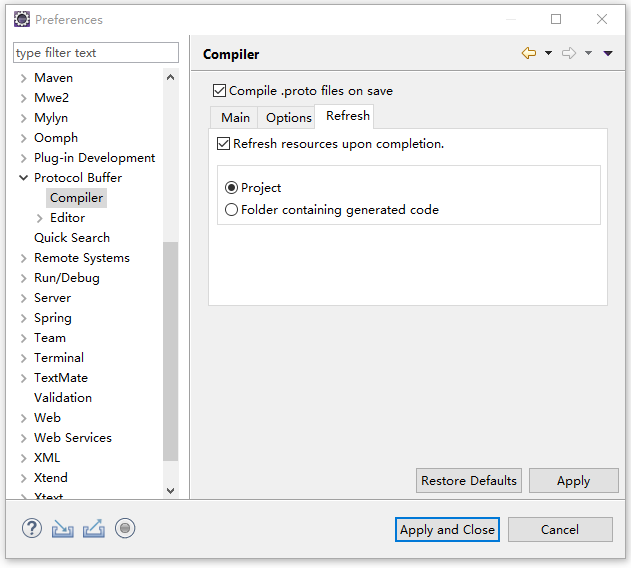 Preferences
type filter text
Maven
Mwe2
Mylyn
Oomph
Plug-in Development
Protocol Buffer
Compiler
Editor
Quick Search
Remote Systems
Run/Debug
Server
Spring
Team
Terminal
TextMate
Validation
Web
Web Services
XML
Xtend
Xtext
Compiler
Compile .proto files on save
Main Options Refresh
Refresh resources upon completion.
Project
Folder containing generated code
Restore Defaults Apply
Apply and Close Cancel